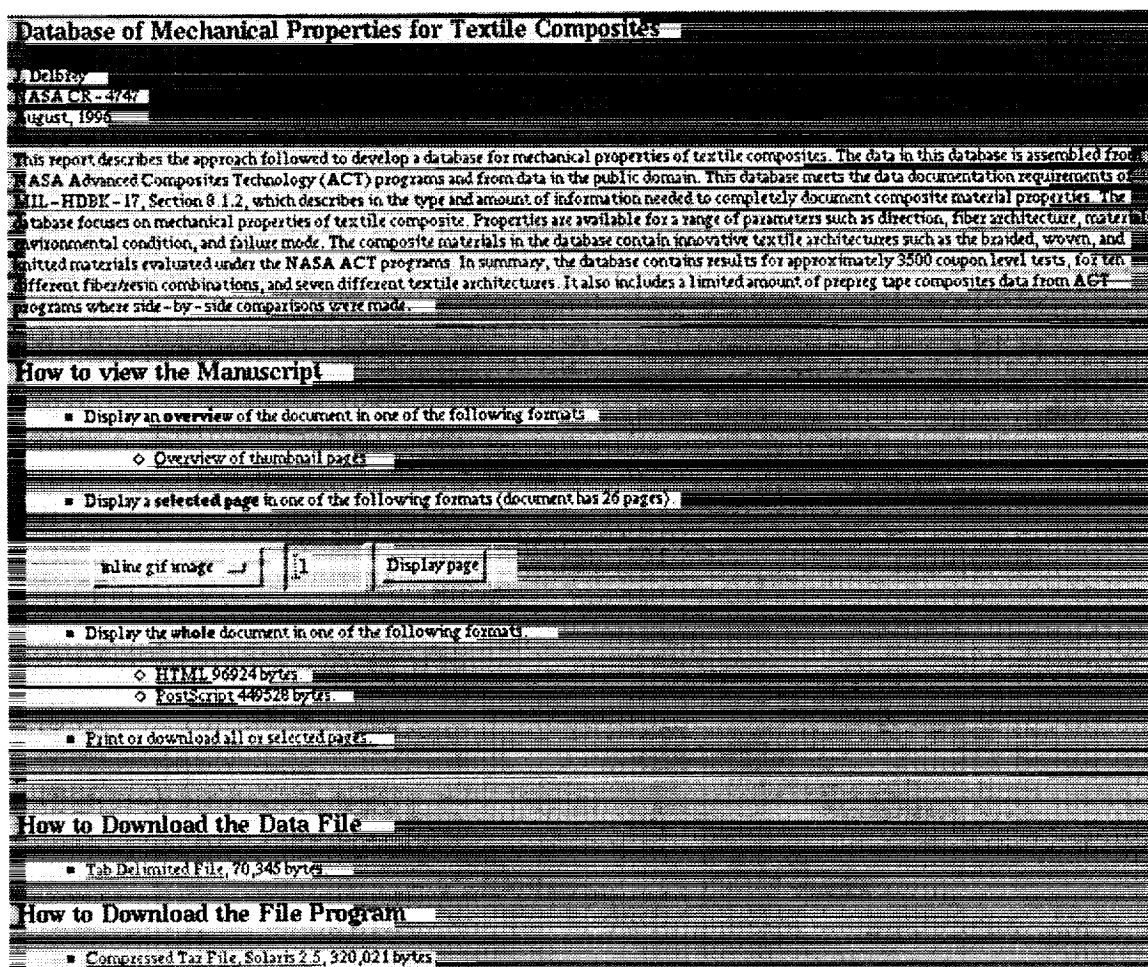 Database of Mechanical Properties for Textile Composites
J. Delbrey
NASA CR - 4747
August, 1996
This report describes the approach followed to develop a database for mechanical properties of textile composites. The data in this database is assembled from
NASA Advanced Composites Technology (ACT) programs and from data in the public domain. This database meets the data documentation requirements of
MIL-HDBK-17, Section 8.1.2, which describes in the type and amount of information needed to completely document composite material properties. The
database focuses on mechanical properties of textile composite. Properties are available for a range of parameters such as direction, fiber architecture, material
environmental condition, and failure mode. The composite materials in the database contain innovative textile architectures such as the braided, woven, and
knitted materials evaluated under the NASA ACT programs. In summary, the database contains results for approximately 3500 coupon level tests, for ten
different fiber/resin combinations, and seven different textile architectures. It also includes a limited amount of prepreg tape composites data from ACT
programs where side-by-side comparisons were made.
How to view the Manuscript
Display an overview of the document in one of the following formats
Overview of thumbnail pages
Display a selected page in one of the following formats (document has 26 pages).
inline gif image 1 Display page
Display the whole document in one of the following formats.
HTML 96924 bytes.
PostScript 449528 bytes.
Print or download all or selected pages.
How to Download the Data File
Tab Delimited File, 70,345 bytes
How to Download the File Program
Compressed Tar File, Solaris 2.5, 320,021 bytes